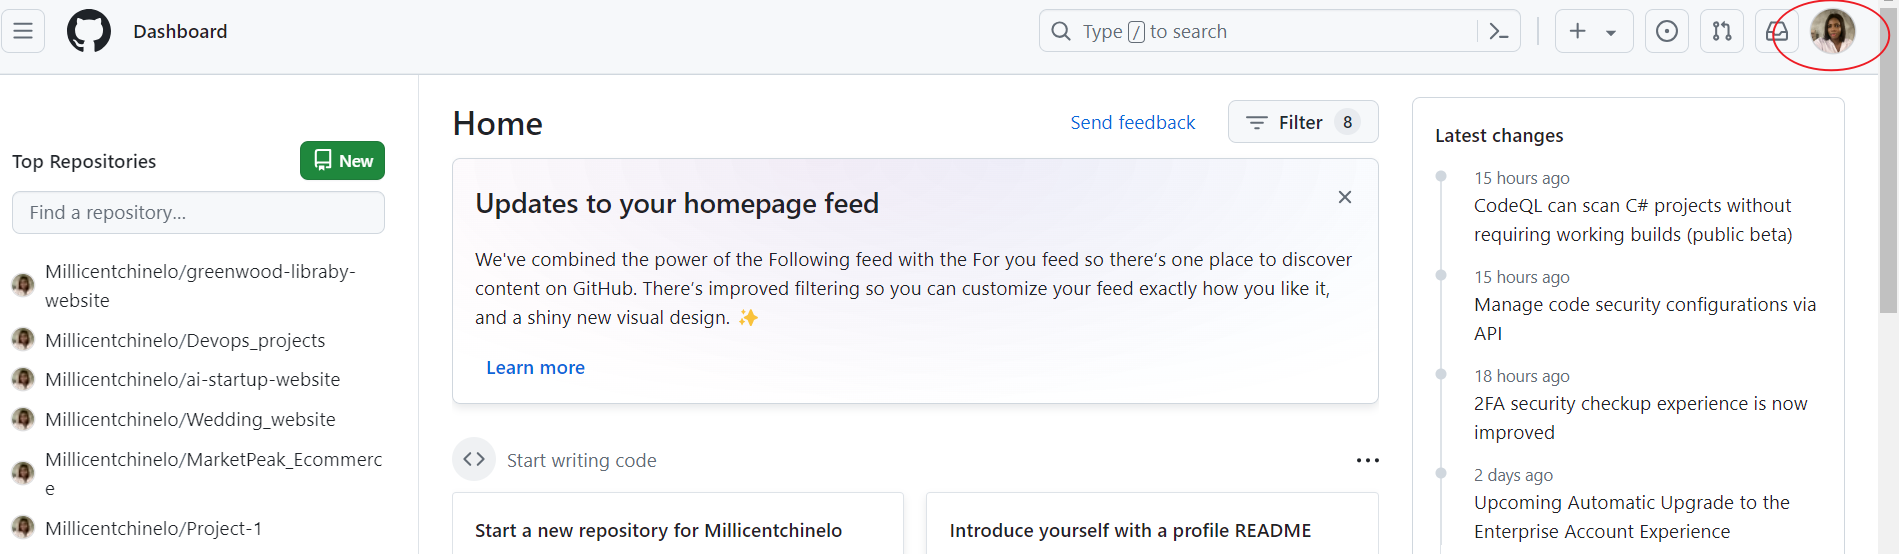 Dashboard
Type / to search
Top Repositories
New
Find a repository...
Millicentchinelo/greenwood-libraby-
website
Millicentchinelo/Devops_projects
Millicentchinelo/ai-startup-website
Millicentchinelo/Wedding_website
Millicentchinelo/MarketPeak_Ecommerc
e
Millicentchinelo/Project-1
Home
Send feedback
Filter 8
Updates to your homepage feed
We've combined the power of the Following feed with the For you feed so there's one place to discover
content on GitHub. There's improved filtering so you can customize your feed exactly how you like it,
and a shiny new visual design. ✨
Learn more
Start writing code
Start a new repository for Millicentchinelo
Introduce yourself with a profile README
Latest changes
15 hours ago
CodeQL can scan C# projects without
requiring working builds (public beta)
15 hours ago
Manage code security configurations via
API
18 hours ago
2FA security checkup experience is now
improved
2 days ago
Upcoming Automatic Upgrade to the
Enterprise Account Experience